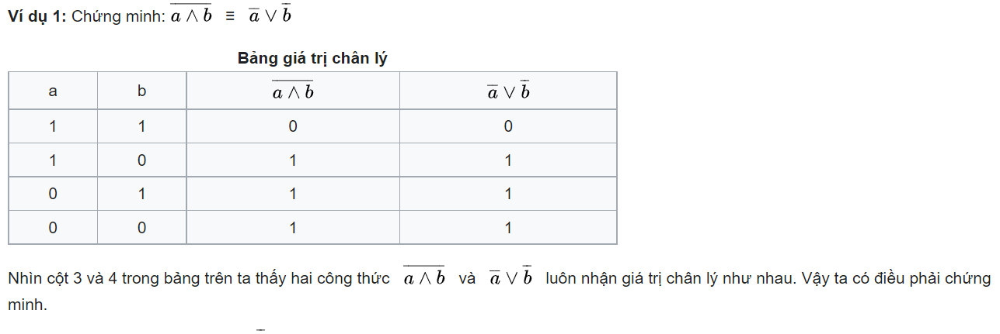 Ví dụ 1: Chứng minh: $\overline{a \wedge b}$ ≡ $\overline{a} \vee \overline{b}$
Bảng giá trị chân lý
a b $\overline{a \wedge b}$ $\overline{a} \vee \overline{b}$
1 1 0 0
1 0 1 1
0 1 1 1
0 0 1 1
Nhìn cột 3 và 4 trong bảng trên ta thấy hai công thức $\overline{a \wedge b}$ và $\overline{a} \vee \overline{b}$ luôn nhận giá trị chân lý như nhau. Vậy ta có điều phải chứng
minh.